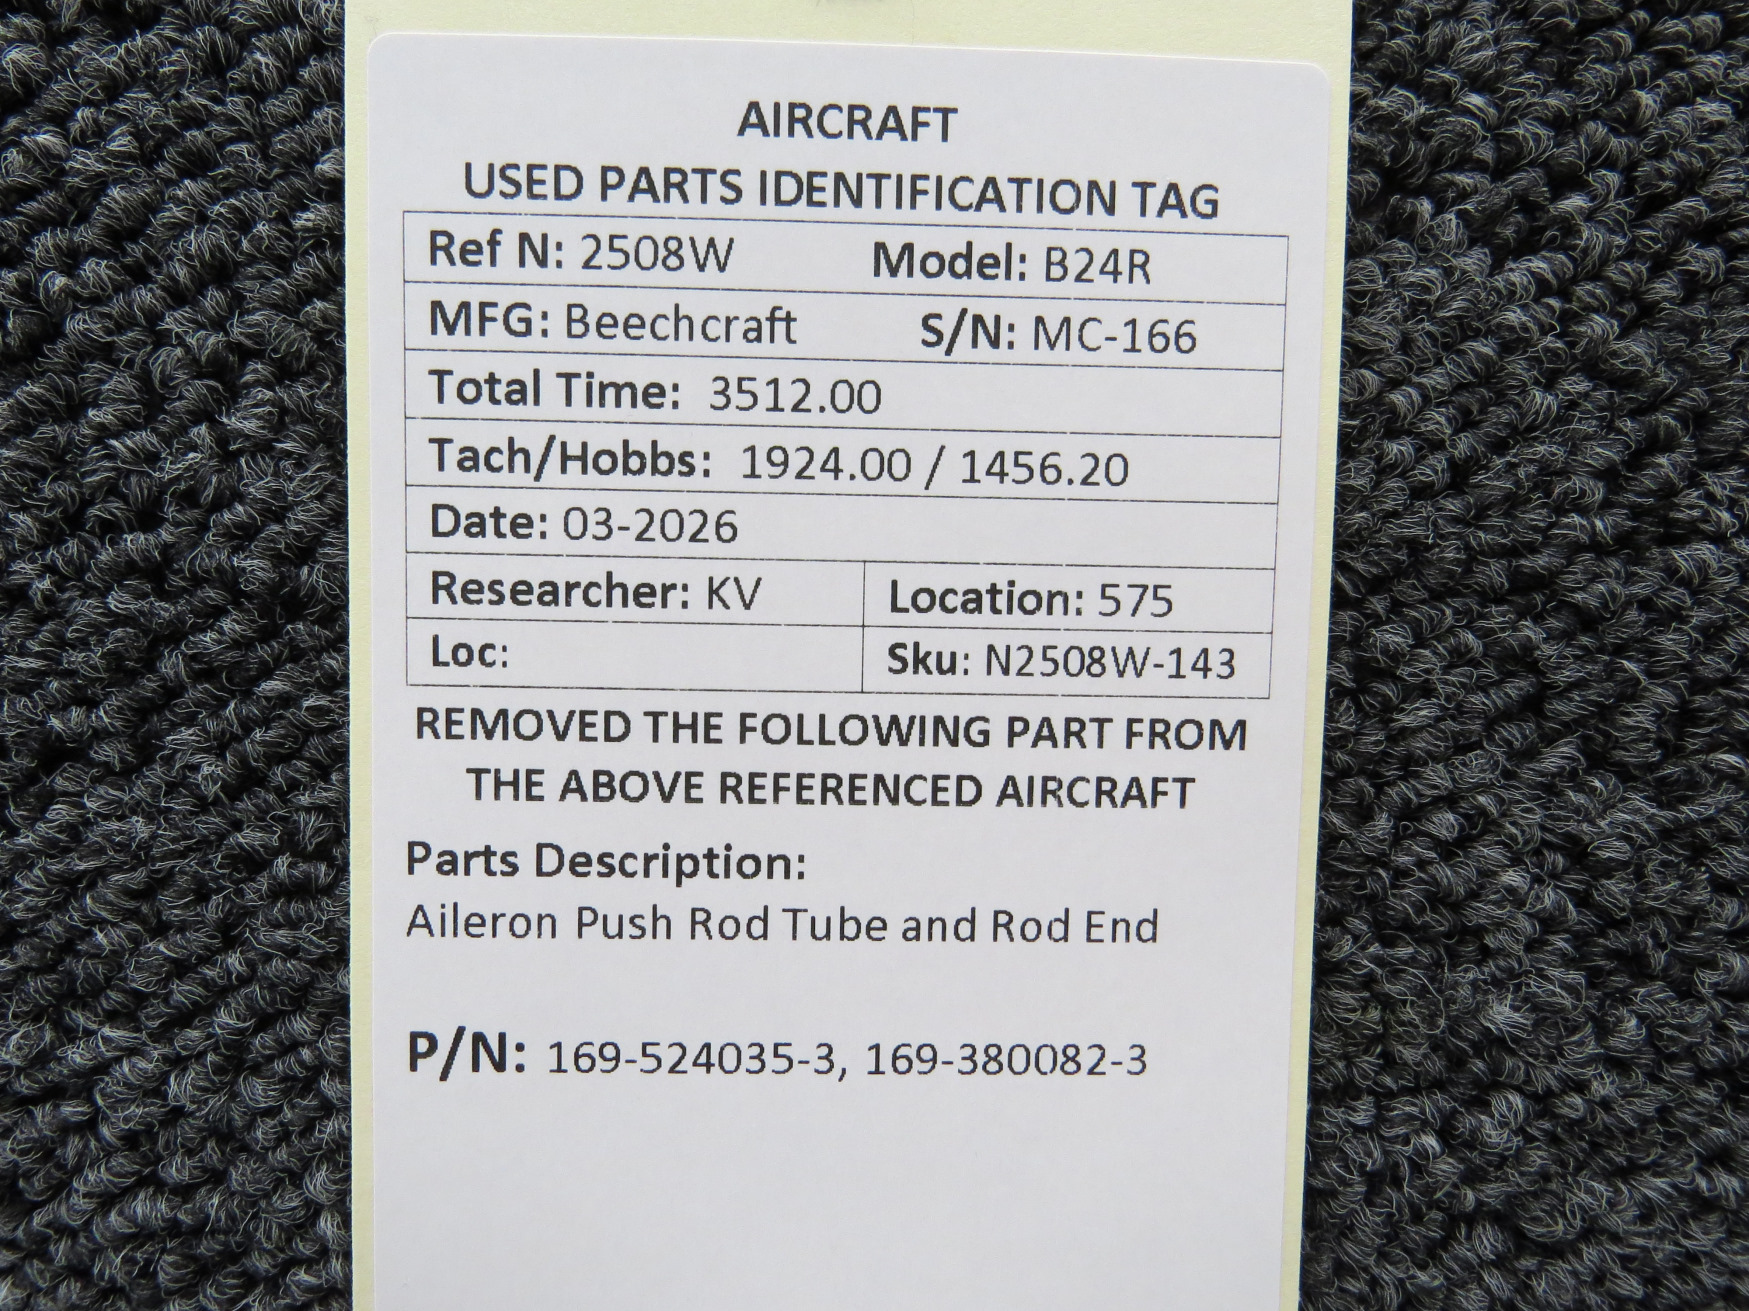 AIRCRAFT
USED PARTS IDENTIFICATION TAG
Ref N: 2508W Model: B24R
MFG: Beechcraft S/N: MC-166
Total Time: 3512.00
Tach/Hobbs: 1924.00 / 1456.20
Date: 03-2026
Researcher: KV Location: 575
Loc: Sku: N2508W-143
REMOVED THE FOLLOWING PART FROM
THE ABOVE REFERENCED AIRCRAFT
Parts Description:
Aileron Push Rod Tube and Rod End
P/N: 169-524035-3, 169-380082-3